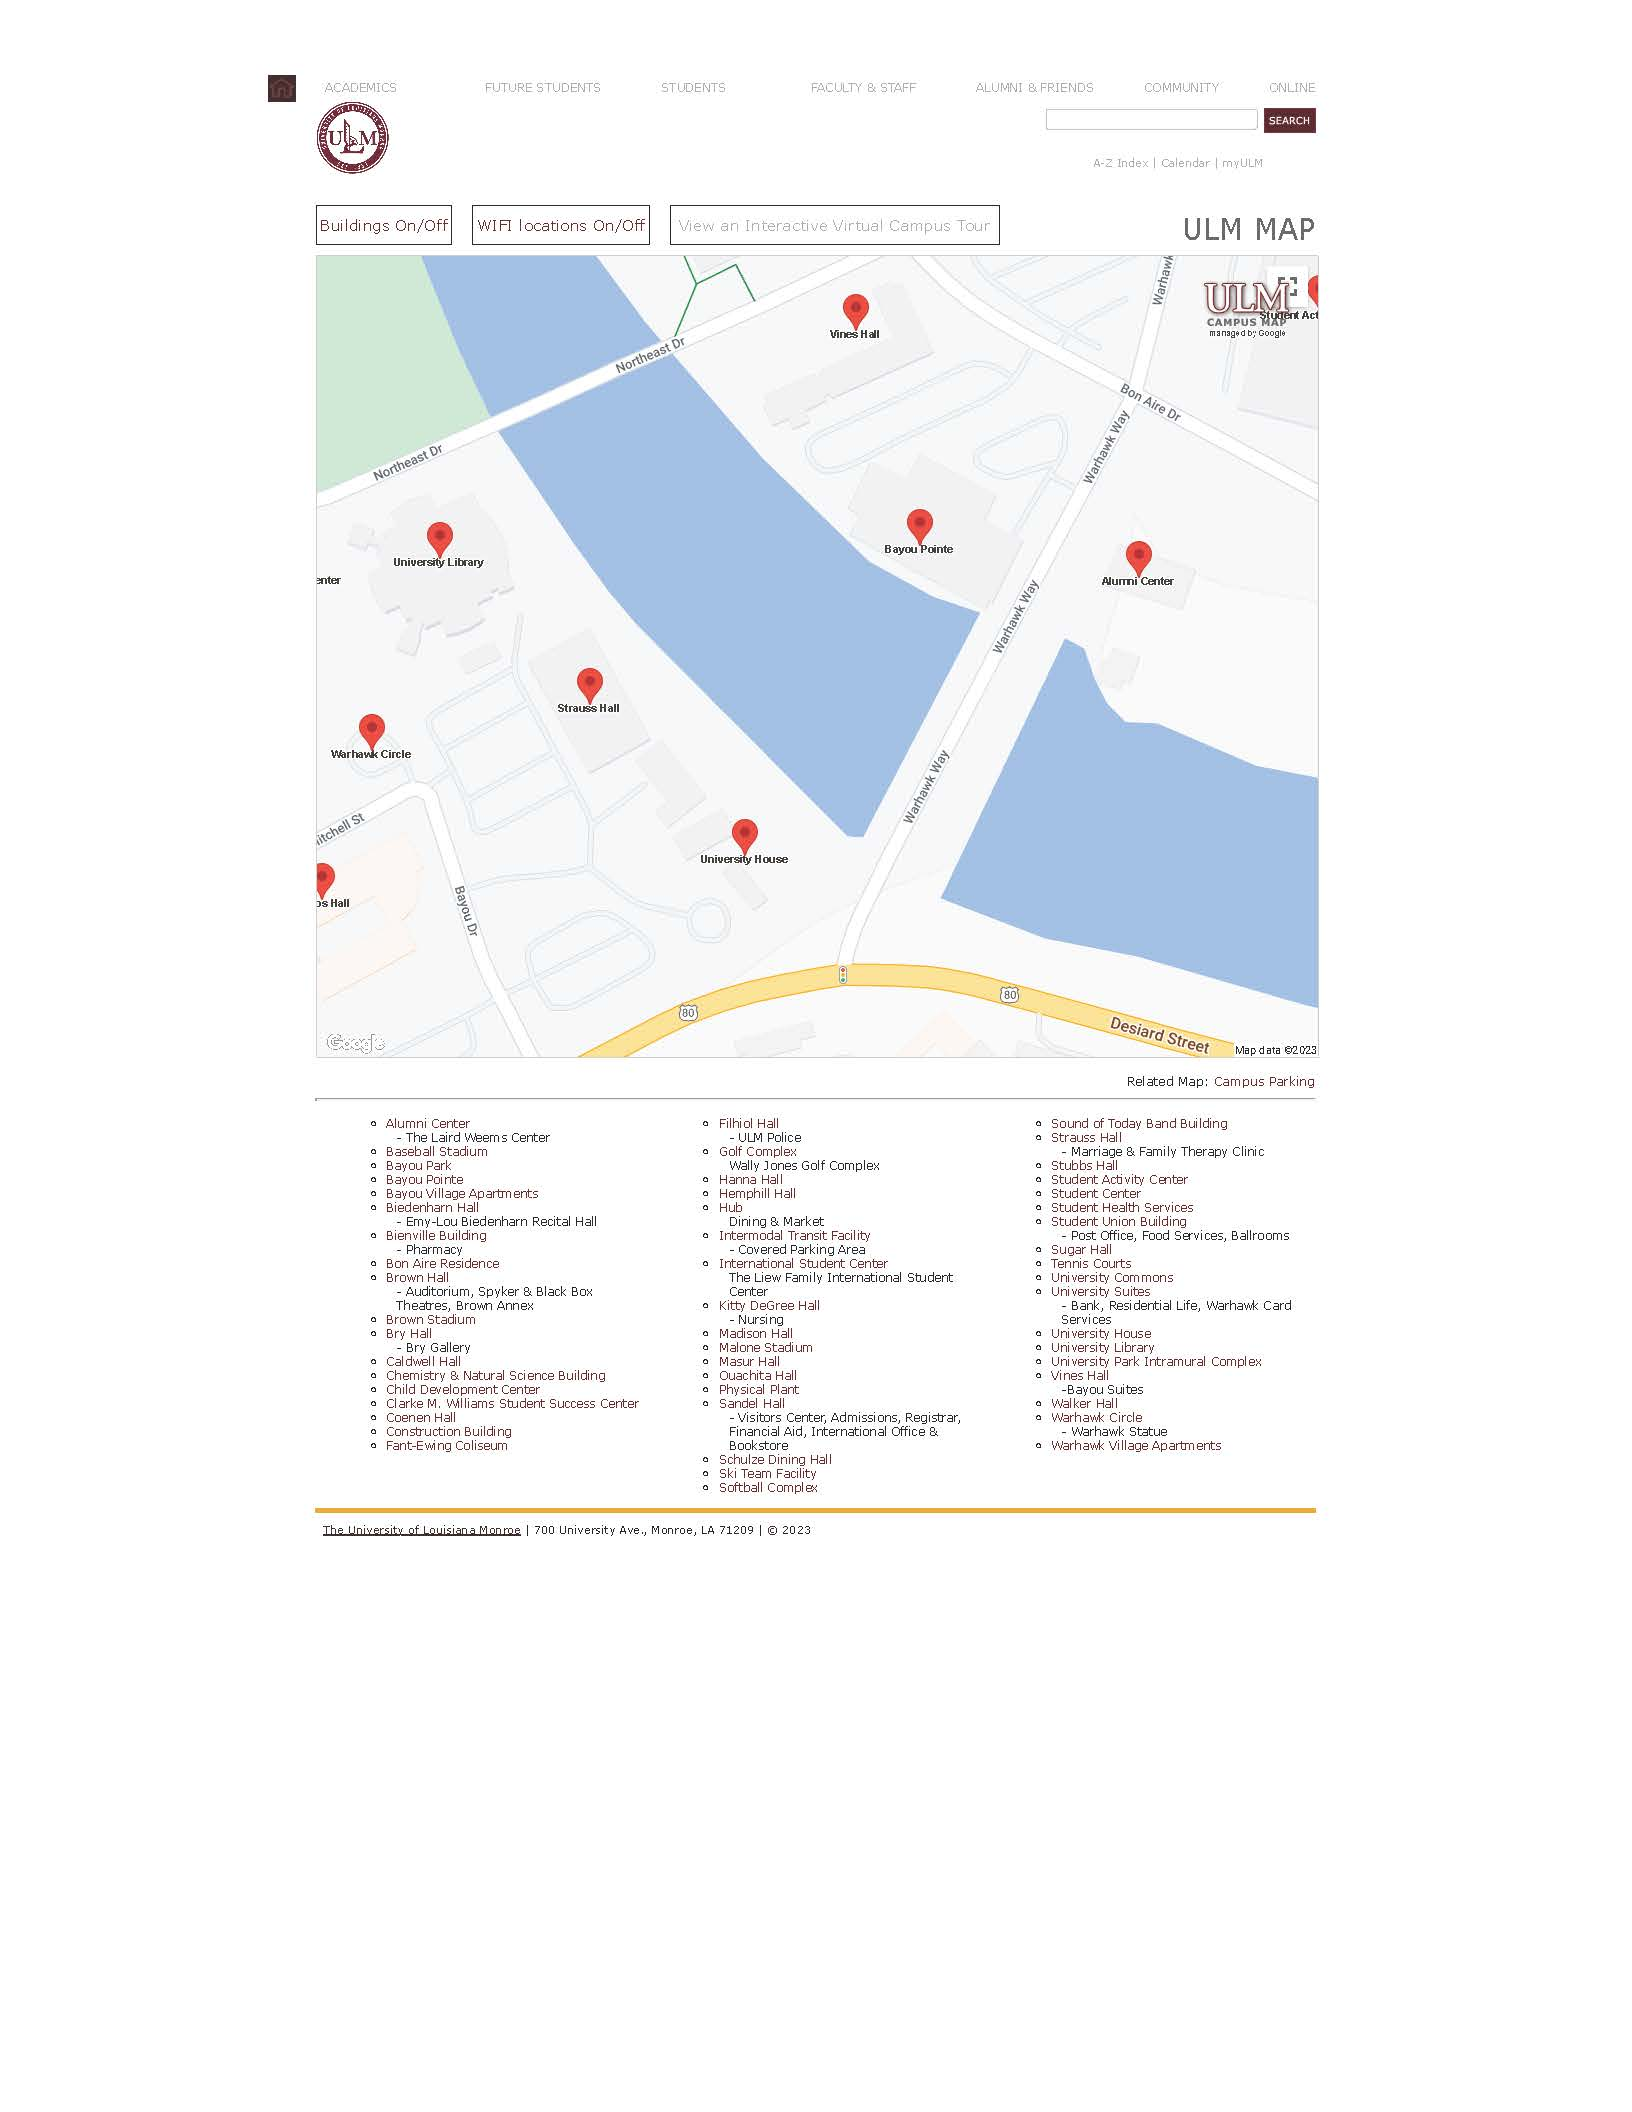 ACADEMICS FUTURE STUDENTS STUDENTS FACULTY & STAFF ALUMNI & FRIENDS COMMUNITY ONLINE
ULM
SEARCH
A-Z Index | Calendar | myULM
Buildings On/Off WIFI locations On/Off View an Interactive Virtual Campus Tour ULM MAP
Warhawk
ULM
CAMPUS MAP
managed by Google
Student Act
Vines Hall
Northeast Dr
Bon Aire Dr
Warhawk Way
Northeast Dr
Bayou Pointe
University Library
enter
Alumni Center
Warhawk Way
Strauss Hall
Warhawk Circle
Warhawk Way
itchell St
University House
os Hall
Bayou Dr
80
80
Desiard Street
Google
Map data ©2023
Related Map: Campus Parking
Alumni Center
- The Laird Weems Center
Baseball Stadium
Bayou Park
Bayou Pointe
Bayou Village Apartments
Biedenharn Hall
- Emy-Lou Biedenharn Recital Hall
Bienville Building
- Pharmacy
Bon Aire Residence
Brown Hall
- Auditorium, Spyker & Black Box
Theatres, Brown Annex
Brown Stadium
Bry Hall
- Bry Gallery
Caldwell Hall
Chemistry & Natural Science Building
Child Development Center
Clarke M. Williams Student Success Center
Coenen Hall
Construction Building
Fant-Ewing Coliseum
Filhiol Hall
- ULM Police
Golf Complex
Wally Jones Golf Complex
Hanna Hall
Hemphill Hall
Hub
Dining & Market
Intermodal Transit Facility
- Covered Parking Area
International Student Center
The Liew Family International Student
Center
Kitty DeGree Hall
- Nursing
Madison Hall
Malone Stadium
Masur Hall
Ouachita Hall
Physical Plant
Sandel Hall
- Visitors Center, Admissions, Registrar,
Financial Aid, International Office &
Bookstore
Schulze Dining Hall
Ski Team Facility
Softball Complex
Sound of Today Band Building
Strauss Hall
- Marriage & Family Therapy Clinic
Stubbs Hall
Student Activity Center
Student Center
Student Health Services
Student Union Building
- Post Office, Food Services, Ballrooms
Sugar Hall
Tennis Courts
University Commons
University Suites
- Bank, Residential Life, Warhawk Card
Services
University House
University Library
University Park Intramural Complex
Vines Hall
-Bayou Suites
Walker Hall
Warhawk Circle
- Warhawk Statue
Warhawk Village Apartments
The University of Louisiana Monroe | 700 University Ave., Monroe, LA 71209 | © 2023